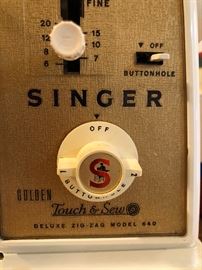 FINE
20 7
12 10
15
6
OFF
BUTTONHOLE
SINGER
OFF
1 2
S
BUTTONHOLE
GOLDEN
Touch & Sew
DELUXE ZIG-ZAG MODEL 640